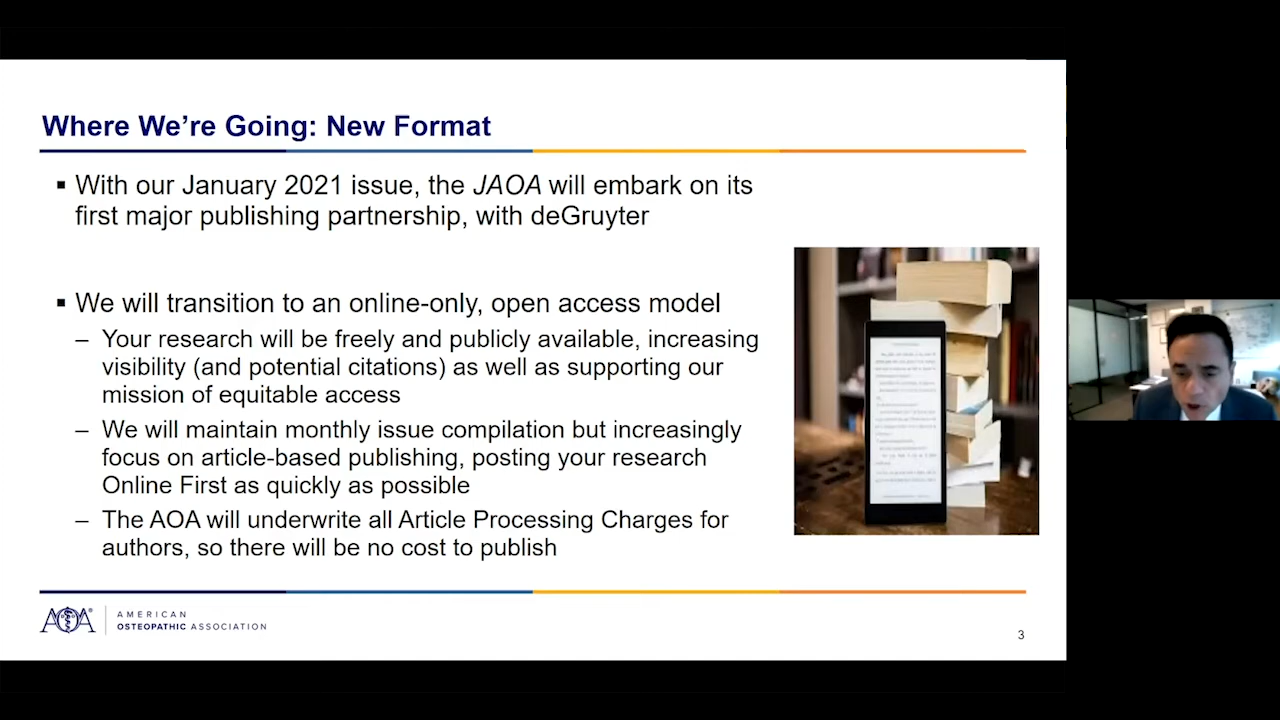 Where We're Going: New Format
▪ With our January 2021 issue, the JAOA will embark on its
first major publishing partnership, with deGruyter
▪ We will transition to an online-only, open access model
– Your research will be freely and publicly available, increasing
visibility (and potential citations) as well as supporting our
mission of equitable access
– We will maintain monthly issue compilation but increasingly
focus on article-based publishing, posting your research
Online First as quickly as possible
– The AOA will underwrite all Article Processing Charges for
authors, so there will be no cost to publish
AOA®
AMERICAN
OSTEOPATHIC ASSOCIATION
3